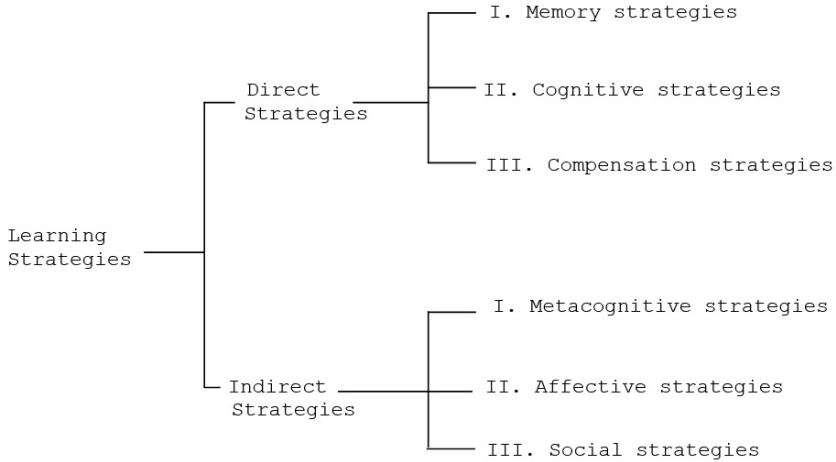 I. Memory strategies
Direct
Strategies
II. Cognitive strategies
III. Compensation strategies
Learning
Strategies
I. Metacognitive strategies
Indirect
Strategies
II. Affective strategies
III. Social strategies